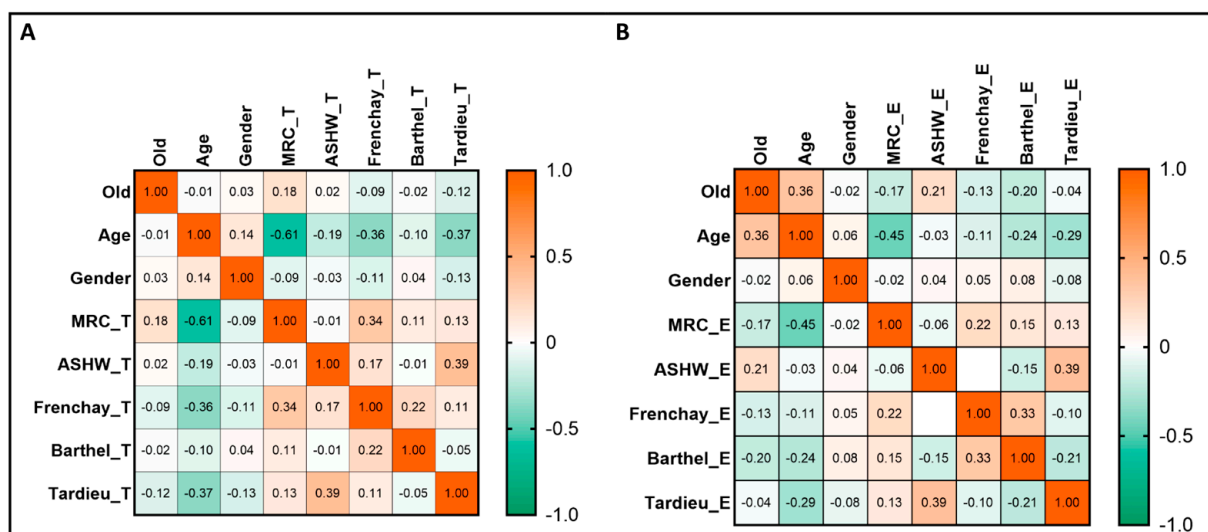 A
Old Age Gender MRC_T ASHW_T Frenchay_T Barthel_T Tardieu_T
Old 1.00 -0.01 0.03 0.18 0.02 -0.09 -0.02 -0.12
Age -0.01 1.00 0.14 -0.61 -0.19 -0.36 -0.10 -0.37
Gender 0.03 0.14 1.00 -0.09 -0.03 -0.11 0.04 -0.13
MRC_T 0.18 -0.61 -0.09 1.00 -0.01 0.34 0.11 0.13
ASHW_T 0.02 -0.19 -0.03 -0.01 1.00 0.17 -0.01 0.39
Frenchay_T -0.09 -0.36 -0.11 0.34 0.17 1.00 0.22 0.11
Barthel_T -0.02 -0.10 0.04 0.11 -0.01 0.22 1.00 -0.05
Tardieu_T -0.12 -0.37 -0.13 0.13 0.39 0.11 -0.05 1.00
1.0
0.5
0
-0.5
-1.0
B
Old Age Gender MRC_E ASHW_E Frenchay_E Barthel_E Tardieu_E
Old 1.00 0.36 -0.02 -0.17 0.21 -0.13 -0.20 -0.04
Age 0.36 1.00 0.06 -0.45 -0.03 -0.11 -0.24 -0.29
Gender -0.02 0.06 1.00 -0.02 0.04 0.05 0.08 -0.08
MRC_E -0.17 -0.45 -0.02 1.00 -0.06 0.22 0.15 0.13
ASHW_E 0.21 -0.03 0.04 -0.06 1.00 -0.15 0.39
Frenchay_E -0.13 -0.11 0.05 0.22 1.00 0.33 -0.10
Barthel_E -0.20 -0.24 0.08 0.15 -0.15 0.33 1.00 -0.21
Tardieu_E -0.04 -0.29 -0.08 0.13 0.39 -0.10 -0.21 1.00
1.0
0.5
0
-0.5
-1.0